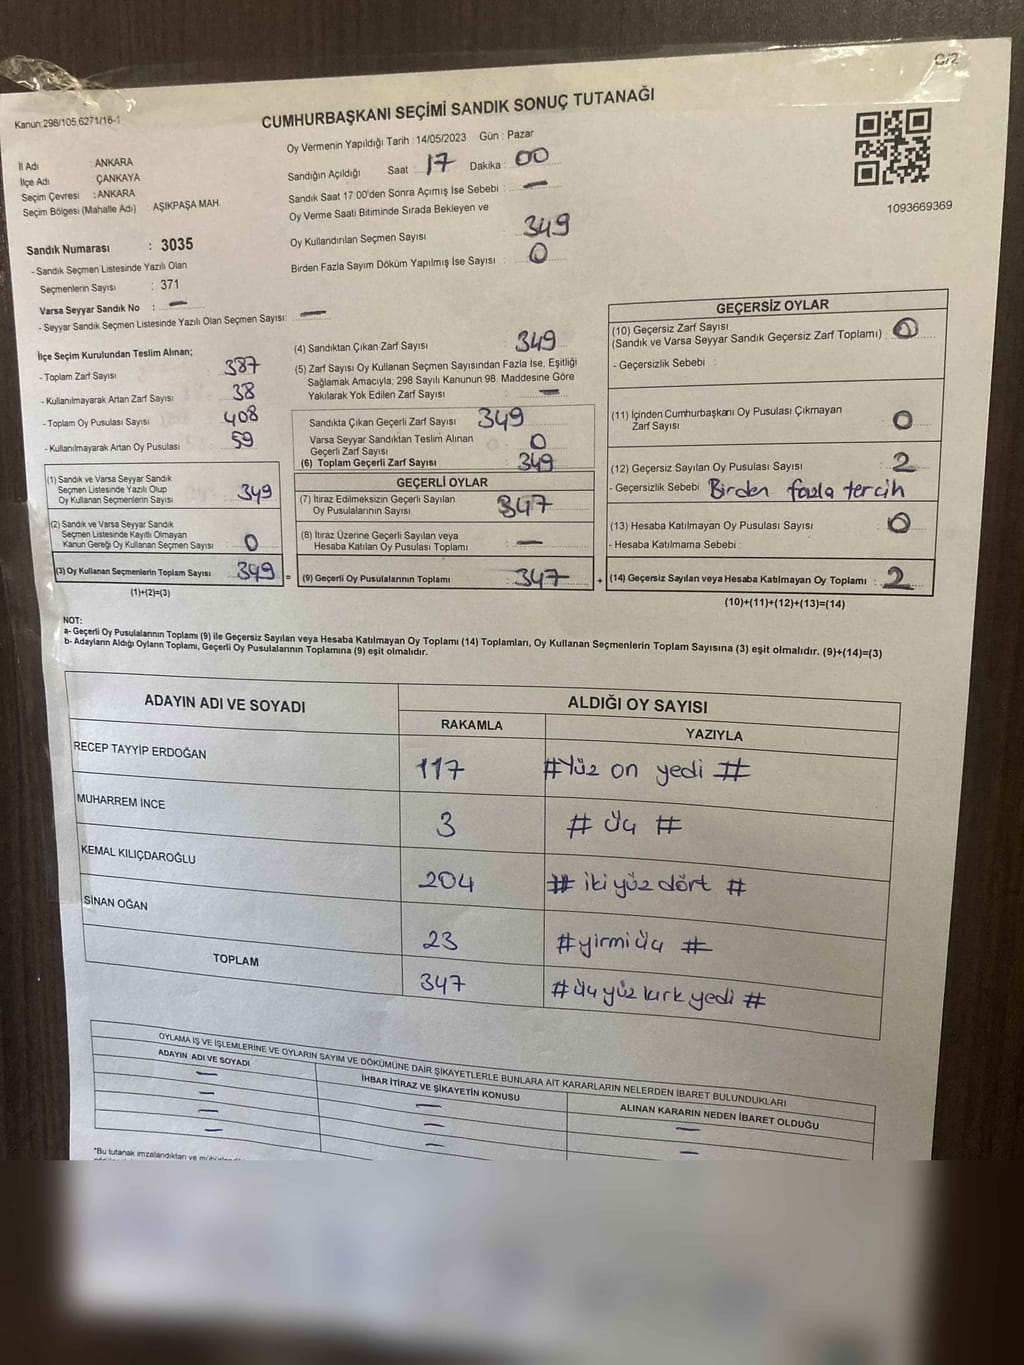 C/2
Kanun;298/105,6271/16-1
CUMHURBAŞKANI SEÇİMİ SANDIK SONUÇ TUTANAĞI
Oy Vermenin Yapıldığı Tarih : 14/05/2023 Gün : Pazar
İl Adı : ANKARA
İlçe Adı : ÇANKAYA
Seçim Çevresi : ANKARA
Seçim Bölgesi (Mahalle Adı) : AŞIKPAŞA MAH.
Sandığın Açıldığı Saat 17 Dakika : 00
Sandık Saat 17 00'den Sonra Açımış İse Sebebi : —
Oy Verme Saati Bitiminde Sırada Bekleyen ve
Oy Kullandırılan Seçmen Sayısı : 349
Birden Fazla Sayım Döküm Yapılmış İse Sayısı : 0
1093669369
Sandık Numarası : 3035
- Sandık Seçmen Listesinde Yazılı Olan
Seçmenlerin Sayısı : 371
Varsa Seyyar Sandık No : —
- Seyyar Sandık Seçmen Listesinde Yazılı Olan Seçmen Sayısı: —
İlçe Seçim Kurulundan Teslim Alınan;
- Toplam Zarf Sayısı : 387
- Kullanılmayarak Artan Zarf Sayısı : 38
- Toplam Oy Pusulası Sayısı : 408
- Kullanılmayarak Artan Oy Pusulası : 59
(1) Sandık ve Varsa Seyyar Sandık
Seçmen Listesinde Yazılı Olup
Oy Kullanan Seçmenlerin Sayısı : 349
(2) Sandık ve Varsa Seyyar Sandık
Seçmen Listesinde Kayıtlı Olmayan
Kanun Gereği Oy Kullanan Seçmen Sayısı : 0
(3) Oy Kullanan Seçmenlerin Toplam Sayısı : 349 =
(1)+(2)=(3)
(4) Sandıktan Çıkan Zarf Sayısı : 349
(5) Zarf Sayısı Oy Kullanan Seçmen Sayısından Fazla İse, Eşitliği
Sağlamak Amacıyla, 298 Sayılı Kanunun 98. Maddesine Göre
Yakılarak Yok Edilen Zarf Sayısı : —
Sandıkta Çıkan Geçerli Zarf Sayısı : 349
Varsa Seyyar Sandıktan Teslim Alınan
Geçerli Zarf Sayısı : 0
(6) Toplam Geçerli Zarf Sayısı : 349
GEÇERLİ OYLAR
(7) İtiraz Edilmeksizin Geçerli Sayılan
Oy Pusulalarının Sayısı : 347
(8) İtiraz Üzerine Geçerli Sayılan veya
Hesaba Katılan Oy Pusulası Toplamı : —
(9) Geçerli Oy Pusulalarının Toplamı : 347 +
GEÇERSİZ OYLAR
(10) Geçersiz Zarf Sayısı
(Sandık ve Varsa Seyyar Sandık Geçersiz Zarf Toplamı) : 0
- Geçersizlik Sebebi :
(11) İçinden Cumhurbaşkanı Oy Pusulası Çıkmayan
Zarf Sayısı : 0
(12) Geçersiz Sayılan Oy Pusulası Sayısı : 2
- Geçersizlik Sebebi : Birden fazla tercih
(13) Hesaba Katılmayan Oy Pusulası Sayısı : 0
- Hesaba Katılmama Sebebi :
(14) Geçersiz Sayılan veya Hesaba Katılmayan Oy Toplamı : 2
(10)+(11)+(12)+(13)=(14)
NOT:
a- Geçerli Oy Pusulalarının Toplamı (9) ile Geçersiz Sayılan veya Hesaba Katılmayan Oy Toplamı (14) Toplamları, Oy Kullanan Seçmenlerin Toplam Sayısına (3) eşit olmalıdır. (9)+(14)=(3)
b- Adayların Aldığı Oyların Toplamı, Geçerli Oy Pusulalarının Toplamına (9) eşit olmalıdır.
ADAYIN ADI VE SOYADI ALDIĞI OY SAYISI
RAKAMLA YAZIYLA
RECEP TAYYİP ERDOĞAN 117 #Yüz on yedi #
MUHARREM İNCE 3 # üç #
KEMAL KILIÇDAROĞLU 204 # iki yüz dört #
SİNAN OĞAN 23 #yirmi üç #
TOPLAM 347 # üç yüz kırk yedi #
OYLAMA İŞ VE İŞLEMLERİNE VE OYLARIN SAYIM VE DÖKÜMÜNE DAİR ŞİKAYETLERLE BUNLARA AİT KARARLARIN NELERDEN İBARET BULUNDUKLARI
ADAYIN ADI VE SOYADI İHBAR İTİRAZ VE ŞİKAYETİN KONUSU ALINAN KARARIN NEDEN İBARET OLDUĞU
— — —
— — —
— —
—
*Bu tutanak imzalandıktan ve